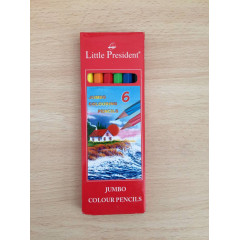 Little President
6
JUMBO
COLOUR PENCILS